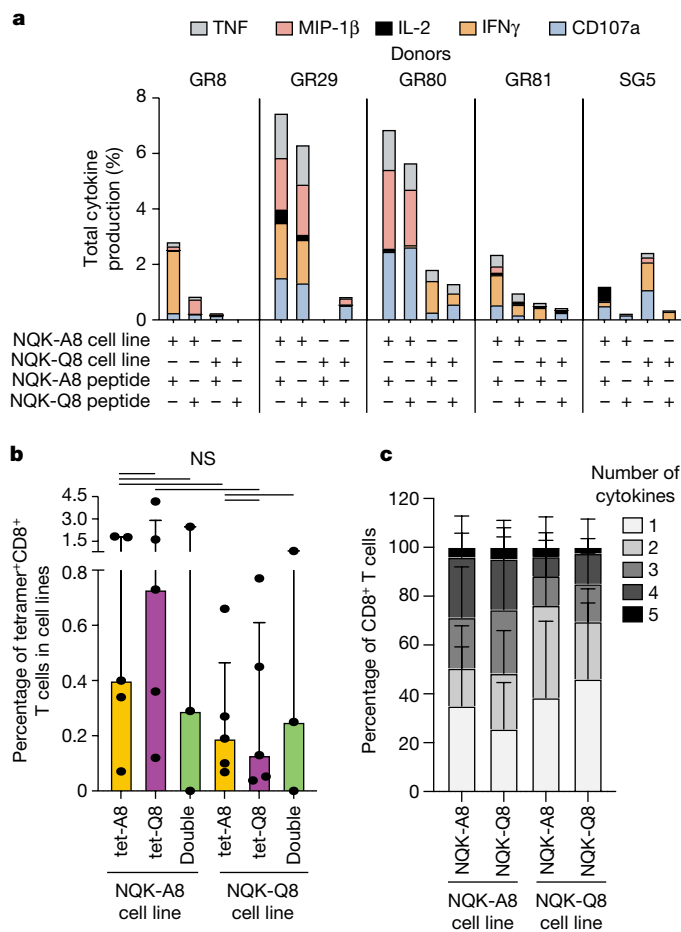 a
TNF MIP-1β IL-2 IFNγ CD107a
Donors
GR8 GR29 GR80 GR81 SG5
Total cytokine
production (%)
8
6
4
2
0
NQK-A8 cell line + + – – + + – – + + – – + + – – + + – –
NQK-Q8 cell line – – + + – – + + – – + + – – + + – – + +
NQK-A8 peptide + – + – + – + – + – + – + – + – + – + –
NQK-Q8 peptide – + – + – + – + – + – + – + – + – + – +
b
NS
Percentage of tetramer⁺CD8⁺
T cells in cell lines
4.5
3.0
1.5
0.8
0.6
0.4
0.2
0
tet-A8 tet-Q8 Double tet-A8 tet-Q8 Double
NQK-A8 NQK-Q8
cell line cell line
c
Number of
cytokines
1
2
3
4
5
Percentage of CD8⁺ T cells
120
100
80
60
40
20
0
NQK-A8 NQK-Q8 NQK-A8 NQK-Q8
NQK-A8 NQK-Q8
cell line cell line